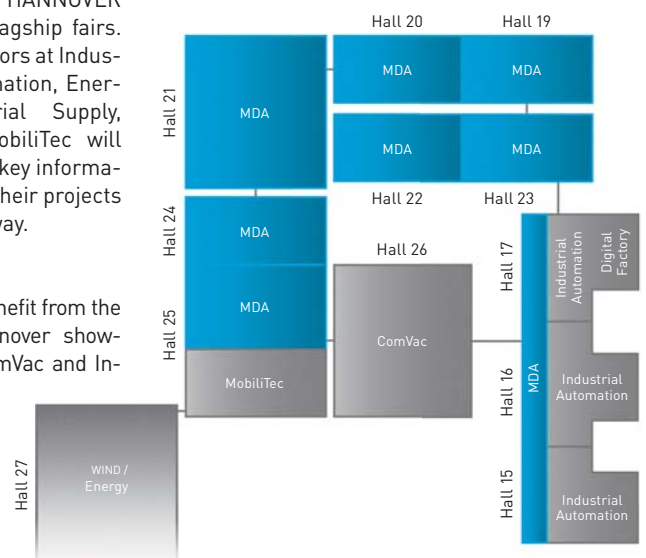 HANNOVER
agship fairs.
ors at Indus-
nation, Ener-
rial Supply,
obiliTec will
key informa-
their projects
vay.
nefit from the
nover show-
mVac and In-
Hall 20
Hall 19
MDA
MDA
Hall 21
MDA
MDA
MDA
Hall 22
Hall 23
Hall 24
MDA
Hall 25
MDA
MobiliTec
Hall 26
ComVac
Hall 17
Industrial
Automation
Digital
Factory
MDA
Hall 16
Industrial
Automation
Hall 15
Industrial
Automation
Hall 27
WIND /
Energy